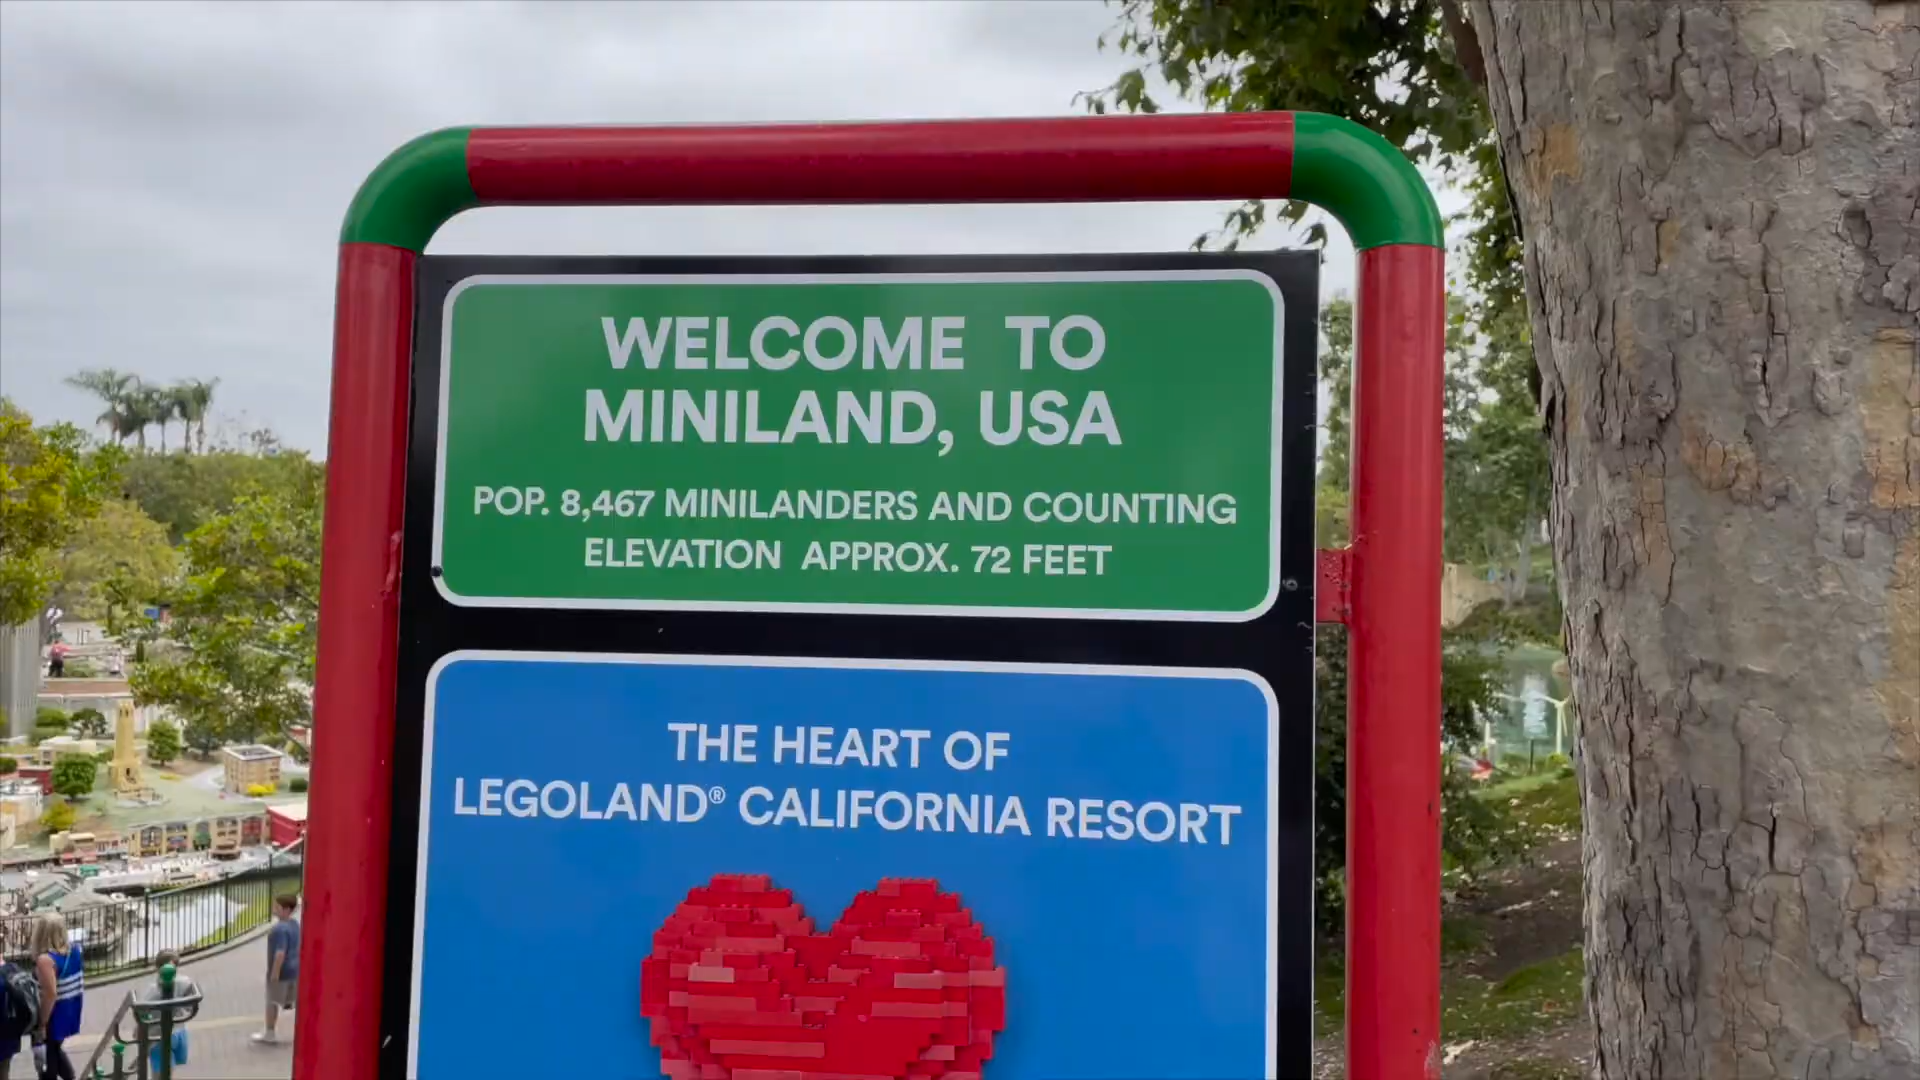 WELCOME TO
MINILAND, USA
POP. 8,467 MINILANDERS AND COUNTING
ELEVATION APPROX. 72 FEET
THE HEART OF
LEGOLAND® CALIFORNIA RESORT